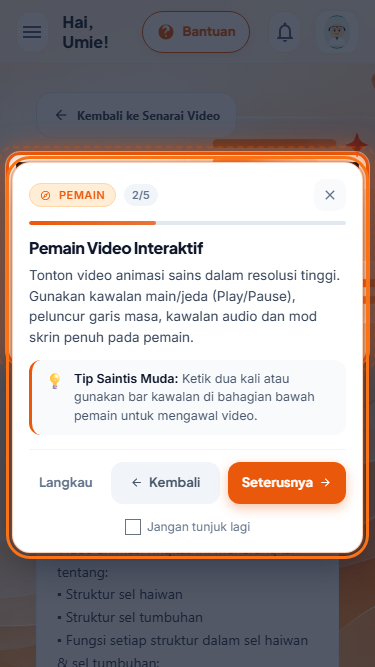 Hai,
Umie!
Bantuan
Kembali ke Senarai Video
PEMAIN
2/5
Pemain Video Interaktif
Tonton video animasi sains dalam resolusi tinggi.
Gunakan kawalan main/jeda (Play/Pause),
peluncur garis masa, kawalan audio dan mod
skrin penuh pada pemain.
Tip Saintis Muda: Ketik dua kali atau
gunakan bar kawalan di bahagian bawah
pemain untuk mengawal video.
Langkau
Kembali
Seterusnya
Jangan tunjuk lagi
tentang:
• Struktur sel haiwan
• Struktur sel tumbuhan
• Fungsi setiap struktur dalam sel haiwan
& sel tumbuhan;